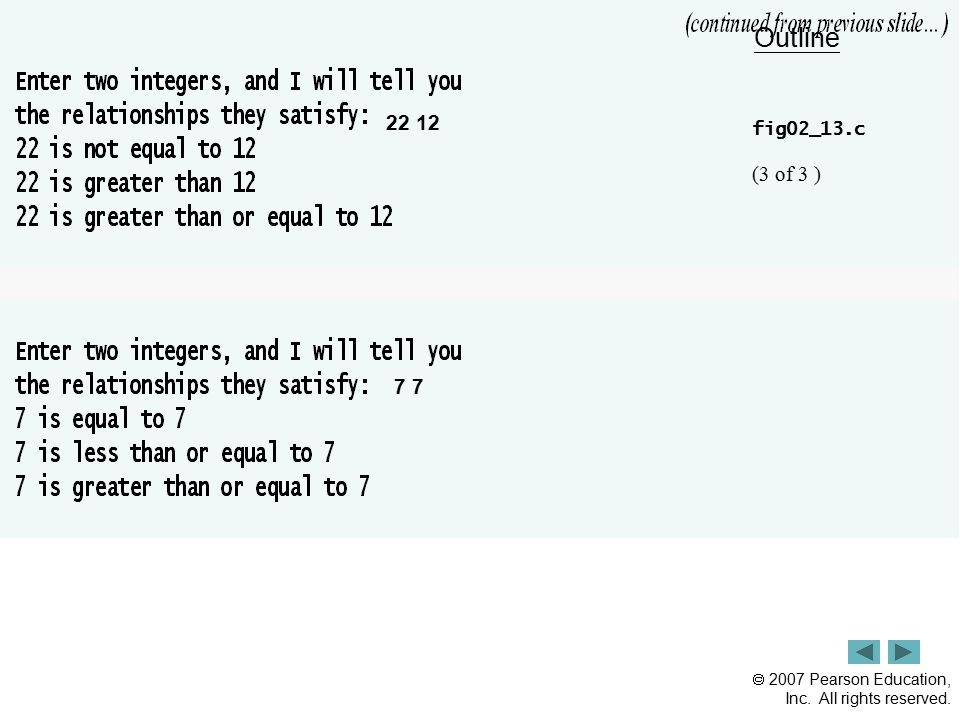 (continued from previous slide…)
Outline
Enter two integers, and I will tell you
the relationships they satisfy: 22 12
22 is not equal to 12
22 is greater than 12
22 is greater than or equal to 12
fig02_13.c
(3 of 3 )
Enter two integers, and I will tell you
the relationships they satisfy: 7 7
7 is equal to 7
7 is less than or equal to 7
7 is greater than or equal to 7
© 2007 Pearson Education,
Inc. All rights reserved.